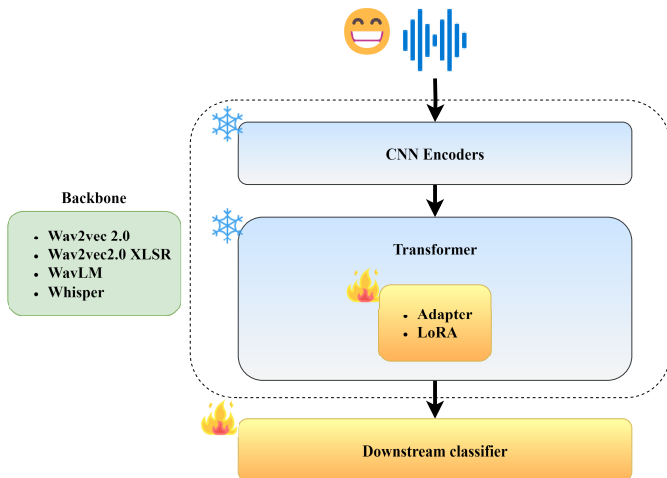 CNN Encoders
Backbone
Wav2vec 2.0
Wav2vec2.0 XLSR
WavLM
Whisper
Transformer
Adapter
LoRA
Downstream classifier